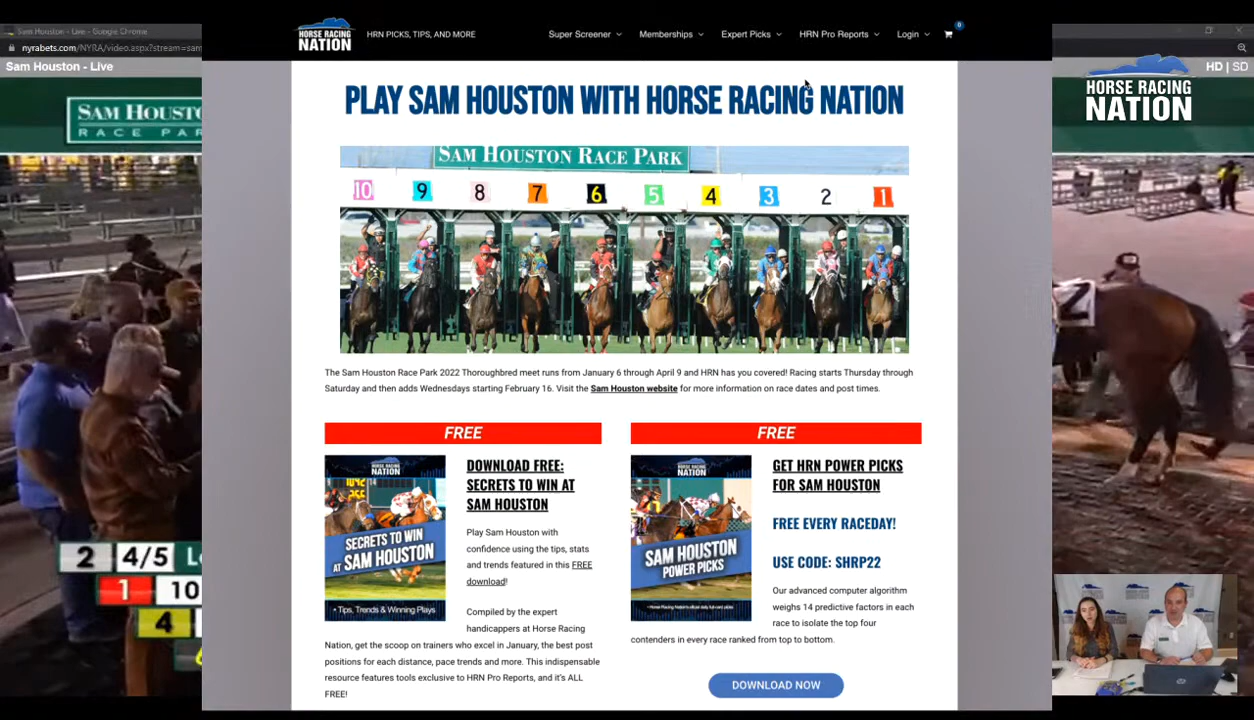 Sam Houston - Live - Google Chrome
nyrabets.com/NYRA/video.aspx?stream=sam
Sam Houston - Live
HD | SD
HORSE RACING
NATION
HRN PICKS, TIPS, AND MORE
Super Screener
Memberships
Expert Picks
HRN Pro Reports
Login
0
HORSE RACING
NATION
PLAY SAM HOUSTON WITH HORSE RACING NATION
SAM HOUSTON
RACE PAR
SAM HOUSTON RACE PARK
10 9 8 7 6 5 4 3 2 1
The Sam Houston Race Park 2022 Thoroughbred meet runs from January 6 through April 9 and HRN has you covered! Racing starts Thursday through
Saturday and then adds Wednesdays starting February 16. Visit the Sam Houston website for more information on race dates and post times.
FREE
HORSE RACING
NATION
SECRETS TO WIN
AT SAM HOUSTON
• Tips, Trends & Winning Plays
DOWNLOAD FREE:
SECRETS TO WIN AT
SAM HOUSTON
Play Sam Houston with
confidence using the tips, stats
and trends featured in this FREE
download!
Compiled by the expert
handicappers at Horse Racing
Nation, get the scoop on trainers who excel in January, the best post
positions for each distance, pace trends and more. This indispensable
resource features tools exclusive to HRN Pro Reports, and it's ALL
FREE!
FREE
HORSE RACING
NATION
SAM HOUSTON
POWER PICKS
GET HRN POWER PICKS
FOR SAM HOUSTON
FREE EVERY RACEDAY!
USE CODE: SHRP22
Our advanced computer algorithm
weighs 14 predictive factors in each
race to isolate the top four
contenders in every race ranked from top to bottom.
DOWNLOAD NOW
2 4/5
1 10
4
2